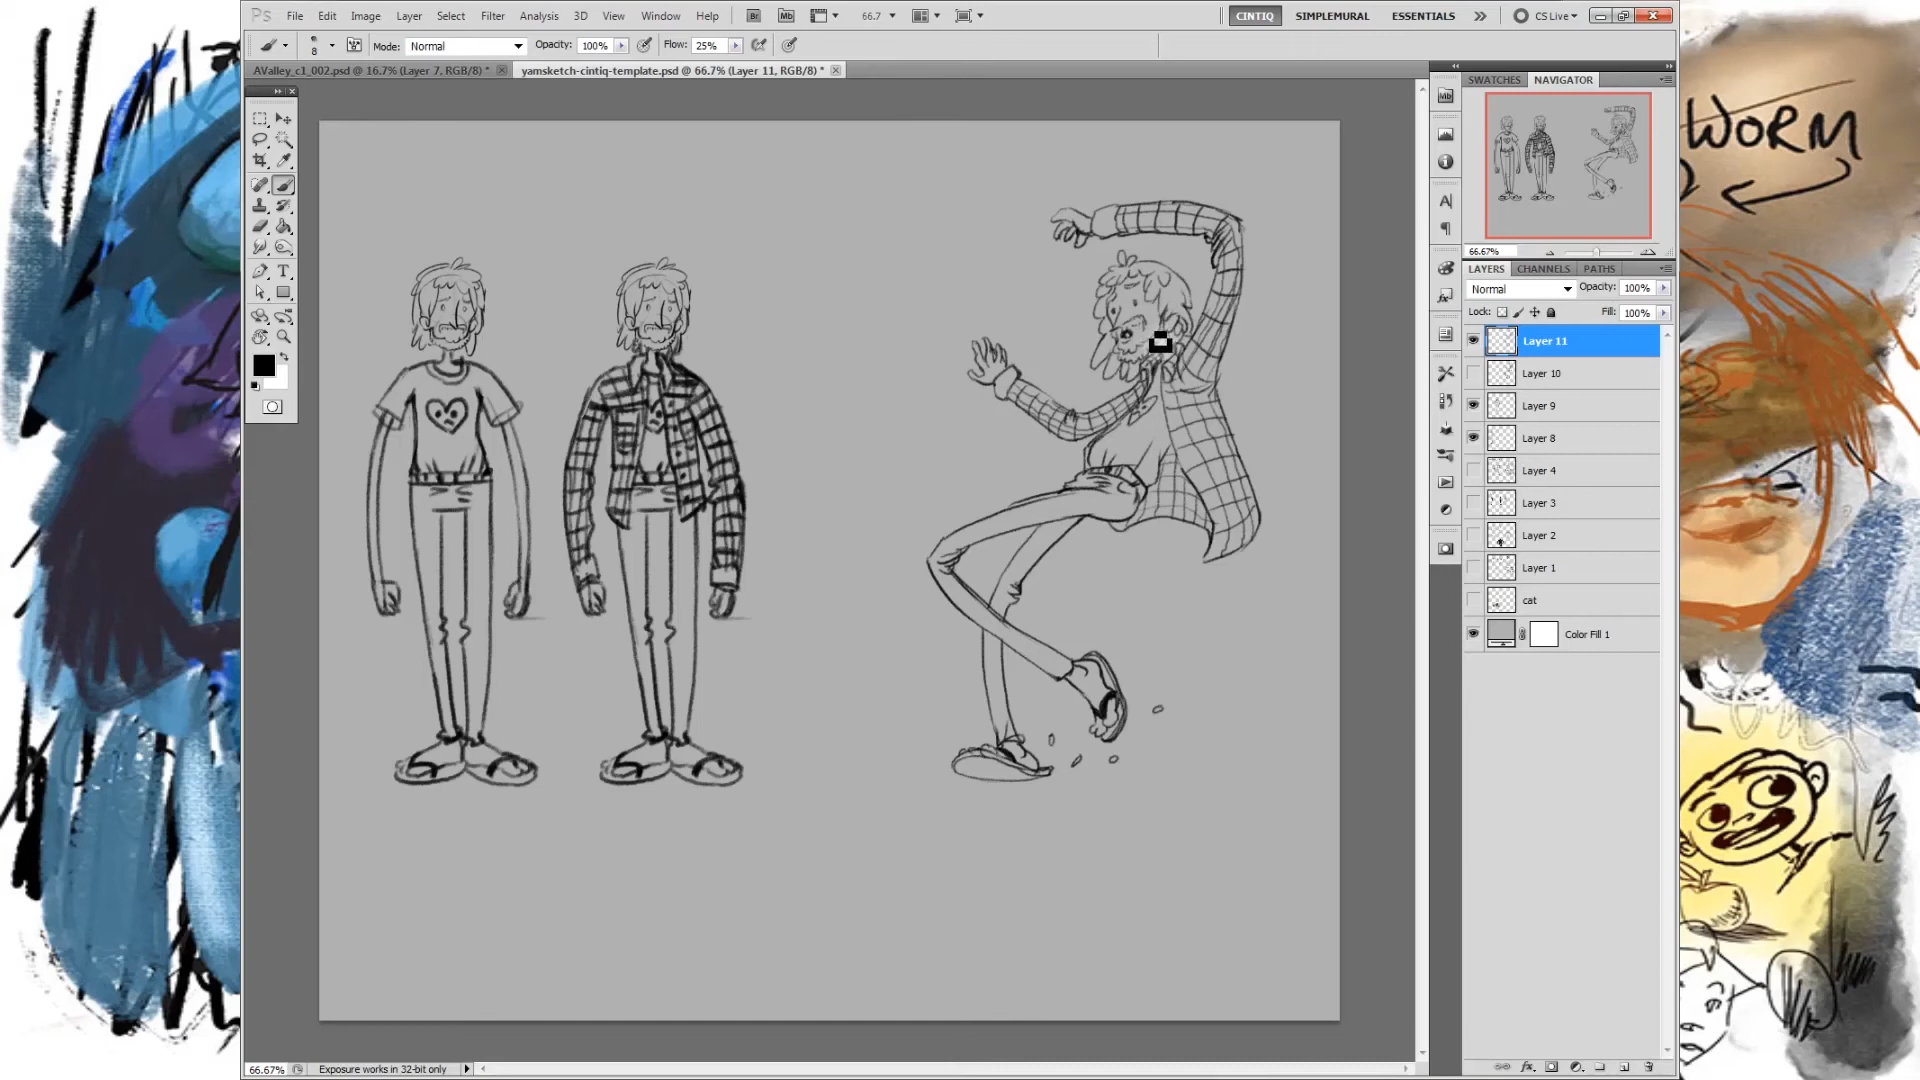 Ps File Edit Image Layer Select Filter Analysis 3D View Window Help Br Mb 66.7 CINTIQ SIMPLEMURAL ESSENTIALS CS Live
8 Mode: Normal Opacity: 100% Flow: 25%
AValley_c1_002.psd @ 16.7% (Layer 7, RGB/8) * yamsketch-cintiq-template.psd @ 66.7% (Layer 11, RGB/8) *
SWATCHES NAVIGATOR
Mb
WORM
66.67%
LAYERS CHANNELS PATHS
Normal Opacity: 100%
Lock: Fill: 100%
Layer 11
Layer 10
Layer 9
Layer 8
Layer 4
Layer 3
Layer 2
Layer 1
cat
Color Fill 1
66.67% Exposure works in 32-bit only